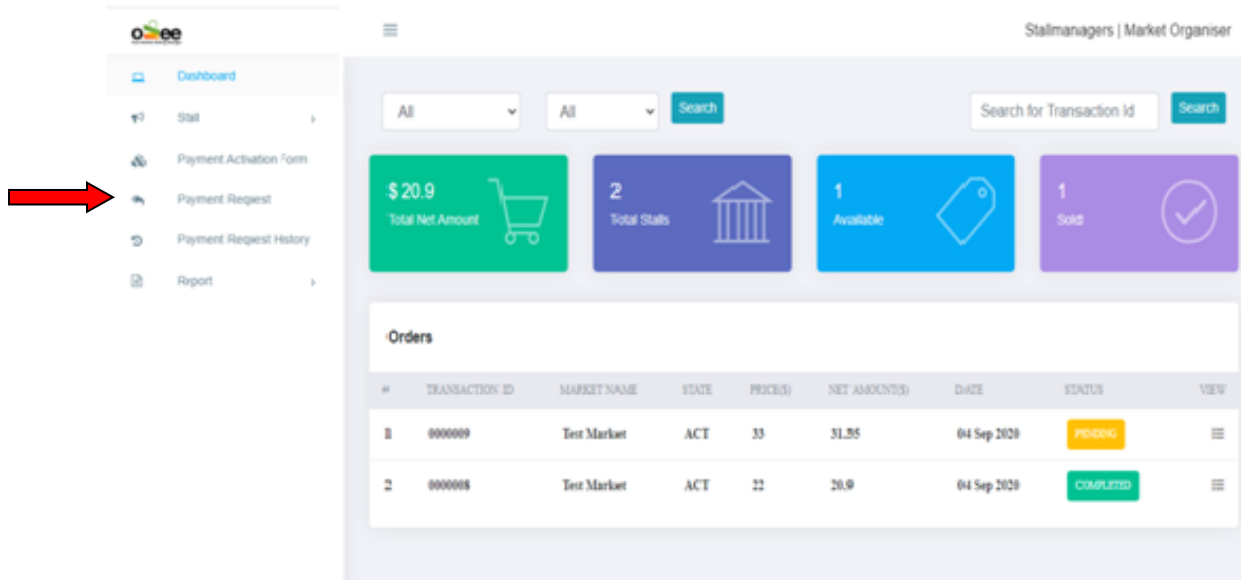 Stallmanagers | Market Organiser
Dashboard
Stall
Payment Activation Form
Payment Request
Payment Request History
Report
All
All
Search
Search for Transaction Id
Search
$ 20.9
Total Net Amount
2
Total Stalls
1
Available
1
Sold
Orders
# TRANSACTION ID MARKET NAME STATE PRICE($) NET AMOUNT($) DATE STATUS VIEW
1 0000009 Test Market ACT 33 31.35 04 Sep 2020 PENDING
2 0000008 Test Market ACT 22 20.9 04 Sep 2020 COMPLETED